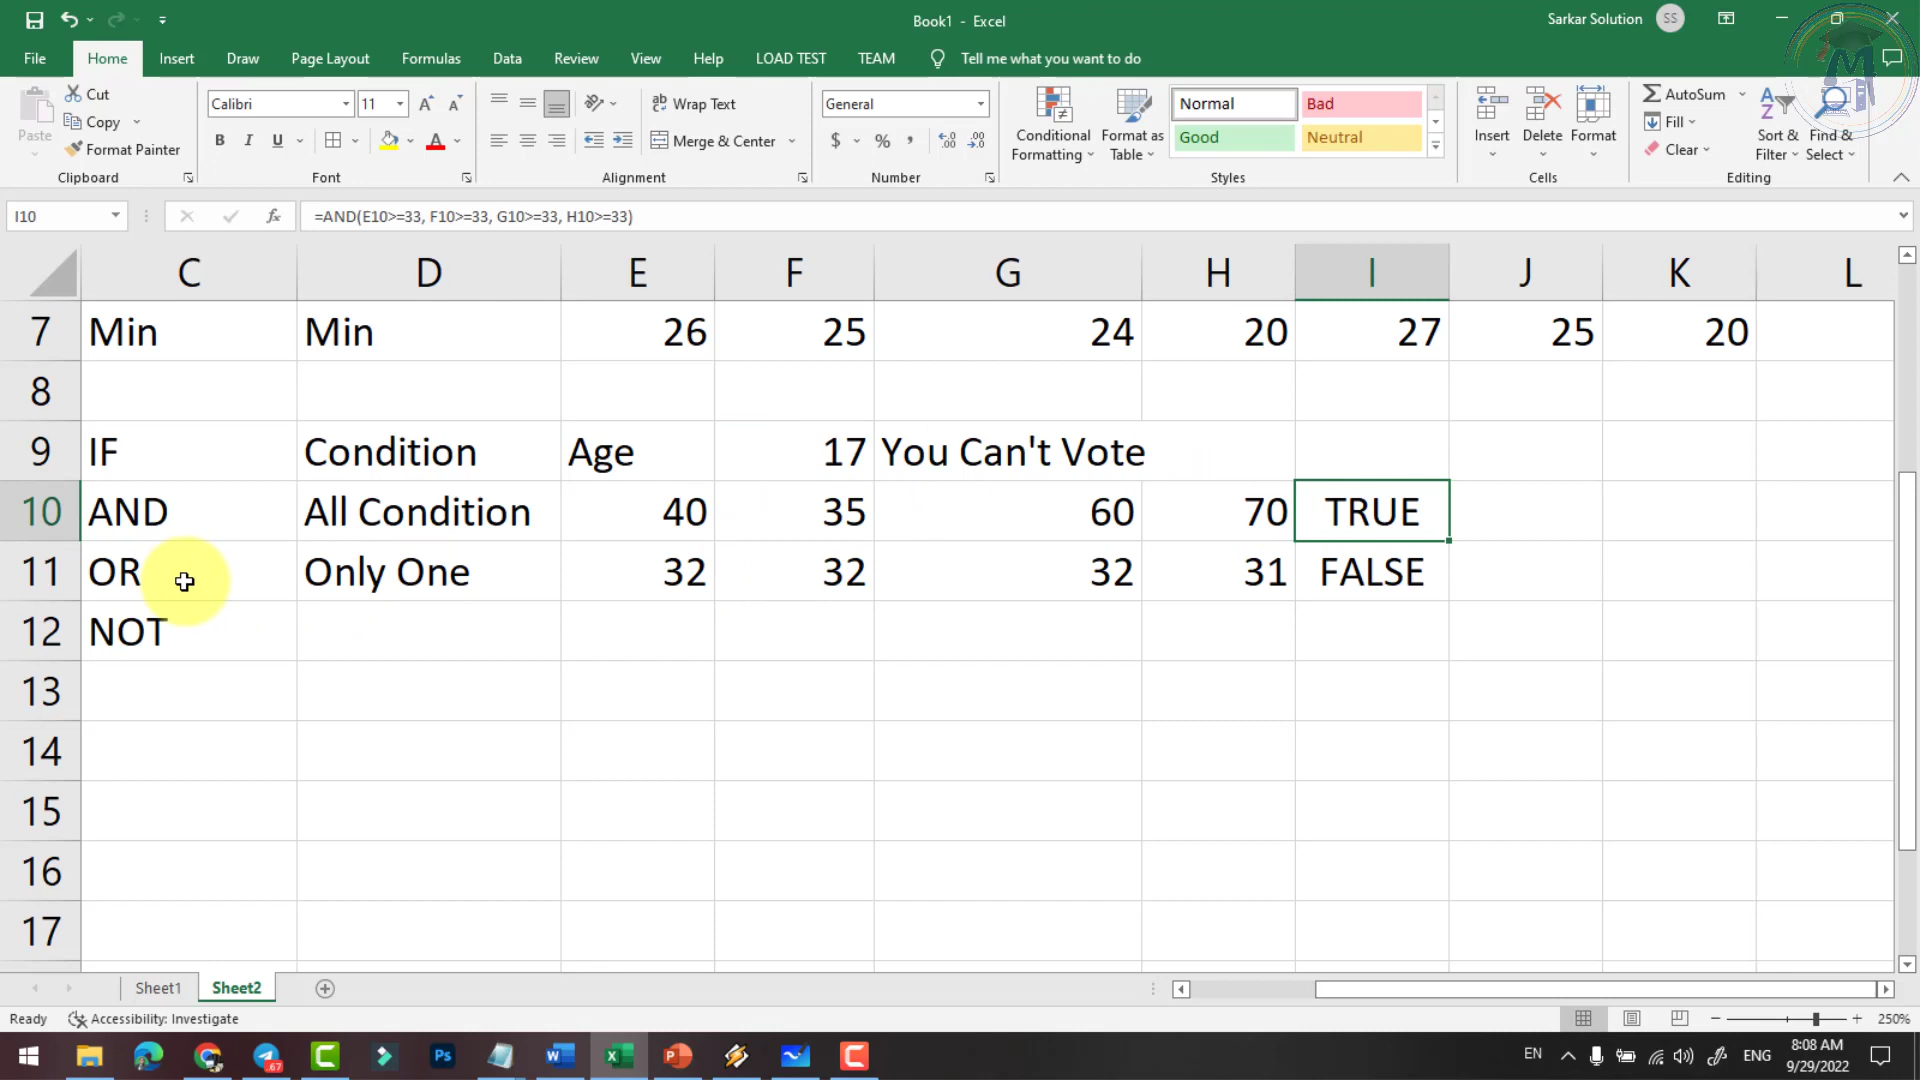 Book1 - Excel
Sarkar Solution SS
File Home Insert Draw Page Layout Formulas Data Review View Help LOAD TEST TEAM Tell me what you want to do
Paste
Cut
Copy
Format Painter
Clipboard
Calibri 11
B I U
Font
Wrap Text
Merge & Center
Alignment
General
$ % ,
Number
Conditional Formatting
Format as Table
Normal Bad
Good Neutral
Styles
Insert Delete Format
Cells
AutoSum
Fill
Clear
Sort & Filter
Find & Select
Editing
I10 fx =AND(E10>=33, F10>=33, G10>=33, H10>=33)
C D E F G H I J K L
7 Min Min 26 25 24 20 27 25 20
8
9 IF Condition Age 17 You Can't Vote
10 AND All Condition 40 35 60 70 TRUE
11 OR Only One 32 32 32 31 FALSE
12 NOT
13
14
15
16
17
Sheet1 Sheet2
Ready Accessibility: Investigate 250%
EN ENG 8:08 AM
9/29/2022